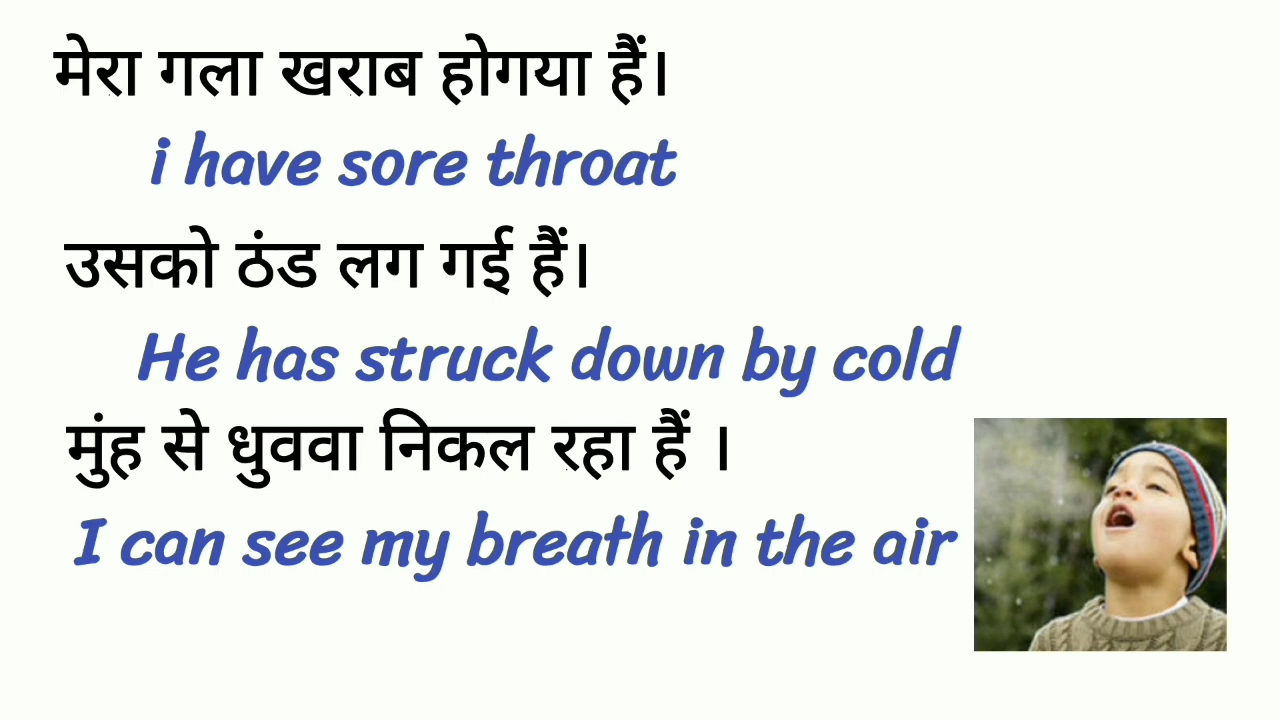 मेरा गला खराब होगया हैं।
i have sore throat
उसको ठंड लग गई हैं।
He has struck down by cold
मुंह से धुववा निकल रहा हैं ।
I can see my breath in the air